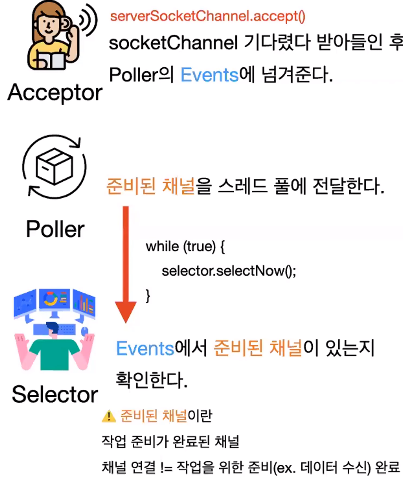 serverSocketChannel.accept()
socketChannel 기다렸다 받아들인 후
Poller의 Events에 넘겨준다.
Acceptor
준비된 채널을 스레드 풀에 전달한다.
Poller
while (true) {
selector.selectNow();
}
Events에서 준비된 채널이 있는지
확인한다.
Selector
⚠️ 준비된 채널이란
작업 준비가 완료된 채널
채널 연결 != 작업을 위한 준비(ex. 데이터 수신) 완료